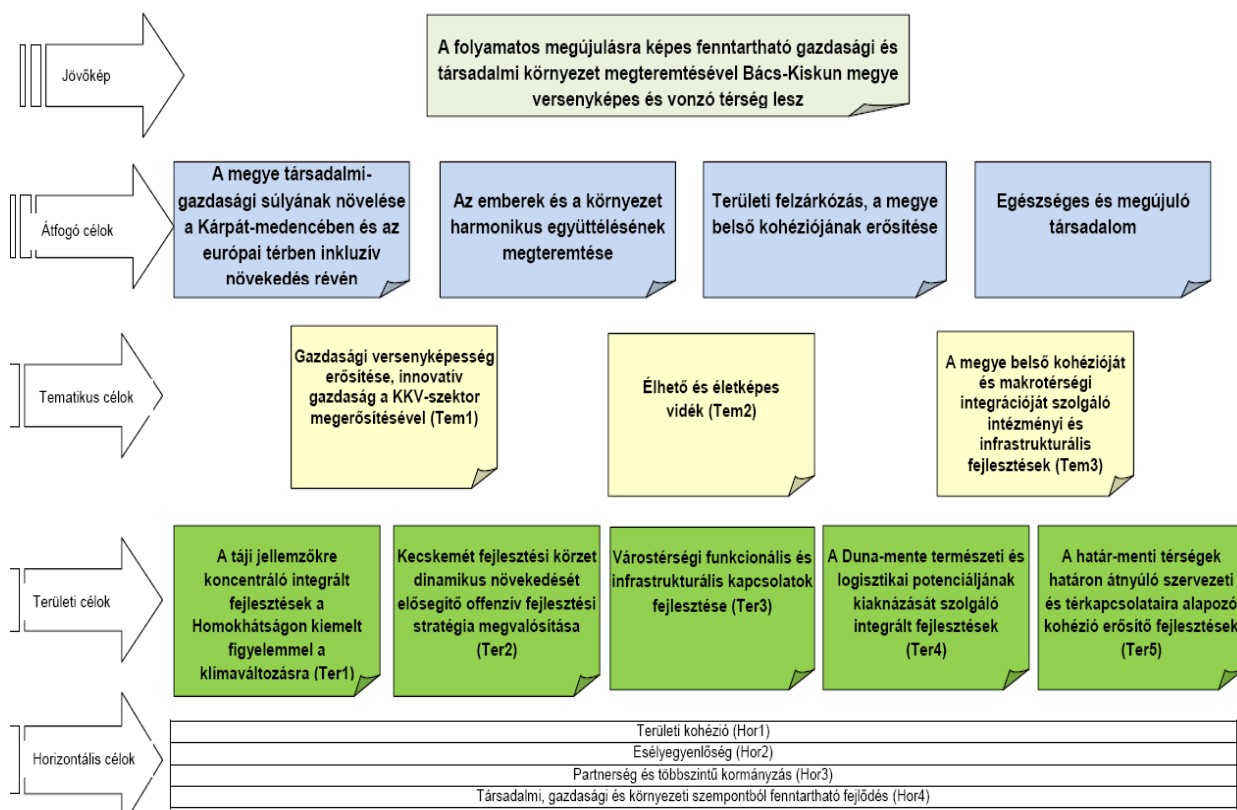 Jövőkép
A folyamatos megújulásra képes fenntartható gazdasági és
társadalmi környezet megteremtésével Bács-Kiskun megye
versenyképes és vonzó térség lesz
Átfogó célok
A megye társadalmi-
gazdasági súlyának növelése
a Kárpát-medencében és az
európai térben inkluzív
növekedés révén
Az emberek és a környezet
harmonikus együttélésének
megteremtése
Területi felzárkózás, a megye
belső kohéziójának erősítése
Egészséges és megújuló
társadalom
Tematikus célok
Gazdasági versenyképesség
erősítése, innovatív
gazdaság a KKV-szektor
megerősítésével (Tem1)
Élhető és életképes
vidék (Tem2)
A megye belső kohézióját
és makrotérségi
integrációját szolgáló
intézményi és
infrastrukturális
fejlesztések (Tem3)
Területi célok
A táji jellemzőkre
koncentráló integrált
fejlesztések a
Homokhátságon kiemelt
figyelemmel a
klímaváltozásra (Ter1)
Kecskemét fejlesztési körzet
dinamikus növekedését
elősegítő offenzív fejlesztési
stratégia megvalósítása
(Ter2)
Várostérségi funkcionális és
infrastrukturális kapcsolatok
fejlesztése (Ter3)
A Duna-mente természeti és
logisztikai potenciáljának
kiaknázását szolgáló
integrált fejlesztések
(Ter4)
A határ-menti térségek
határon átnyúló szervezeti
és térkapcsolataira alapozó
kohézió erősítő fejlesztések
(Ter5)
Horizontális célok
Területi kohézió (Hor1)
Esélyegyenlőség (Hor2)
Partnerség és többszintű kormányzás (Hor3)
Társadalmi, gazdasági és környezeti szempontból fenntartható fejlődés (Hor4)